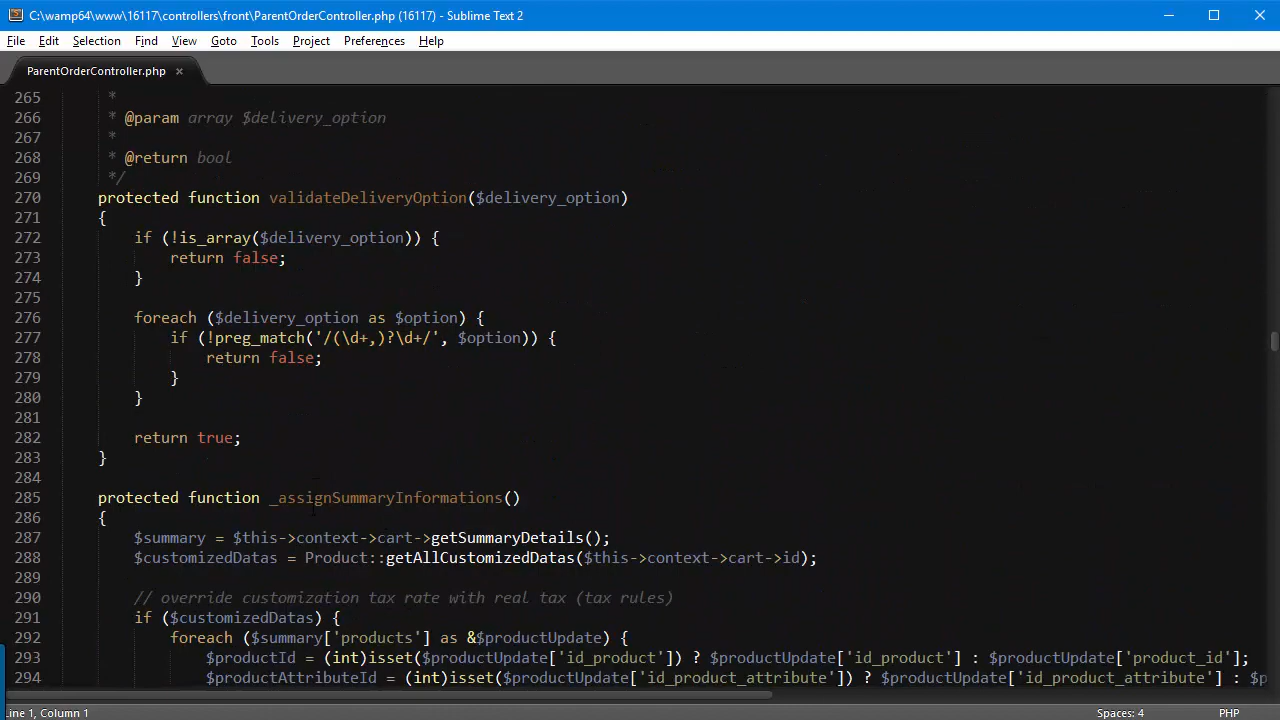 C:\wamp64\www\16117\controllers\front\ParentOrderController.php (16117) - Sublime Text 2
File Edit Selection Find View Goto Tools Project Preferences Help
ParentOrderController.php ×
265 *
266 * @param array $delivery_option
267 *
268 * @return bool
269 */
270 protected function validateDeliveryOption($delivery_option)
271 {
272 if (!is_array($delivery_option)) {
273 return false;
274 }
275
276 foreach ($delivery_option as $option) {
277 if (!preg_match('/(\d+,)?\d+/', $option)) {
278 return false;
279 }
280 }
281
282 return true;
283 }
284
285 protected function _assignSummaryInformations()
286 {
287 $summary = $this->context->cart->getSummaryDetails();
288 $customizedDatas = Product::getAllCustomizedDatas($this->context->cart->id);
289
290 // override customization tax rate with real tax (tax rules)
291 if ($customizedDatas) {
292 foreach ($summary['products'] as &$productUpdate) {
293 $productId = (int)isset($productUpdate['id_product']) ? $productUpdate['id_product'] : $productUpdate['product_id'];
294 $productAttributeId = (int)isset($productUpdate['id_product_attribute']) ? $productUpdate['id_product_attribute'] : $p
ine 1, Column 1 Spaces: 4 PHP